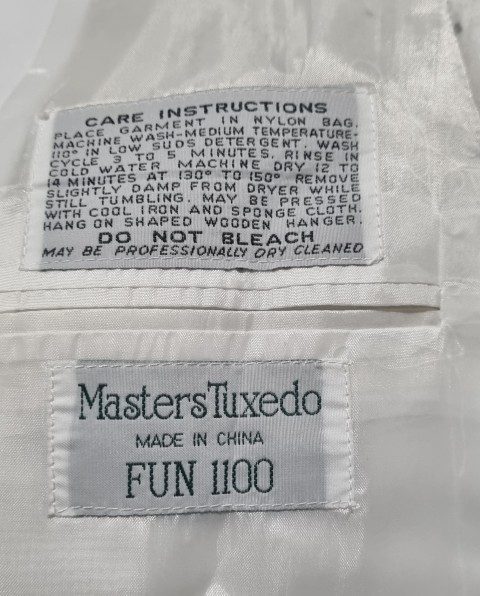 CARE INSTRUCTIONS
PLACE GARMENT IN NYLON BAG.
MACHINE WASH-MEDIUM TEMPERATURE-
110° IN LOW SUDS DETERGENT. WASH
CYCLE 3 TO 5 MINUTES. RINSE IN
COLD WATER. MACHINE DRY 12 TO
14 MINUTES AT 130° TO 150° REMOVE
SLIGHTLY DAMP FROM DRYER WHILE
STILL TUMBLING. MAY BE PRESSED
WITH COOL IRON AND SPONGE CLOTH.
HANG ON SHAPED WOODEN HANGER.
DO NOT BLEACH
MAY BE PROFESSIONALLY DRY CLEANED
Masters Tuxedo
MADE IN CHINA
FUN 1100